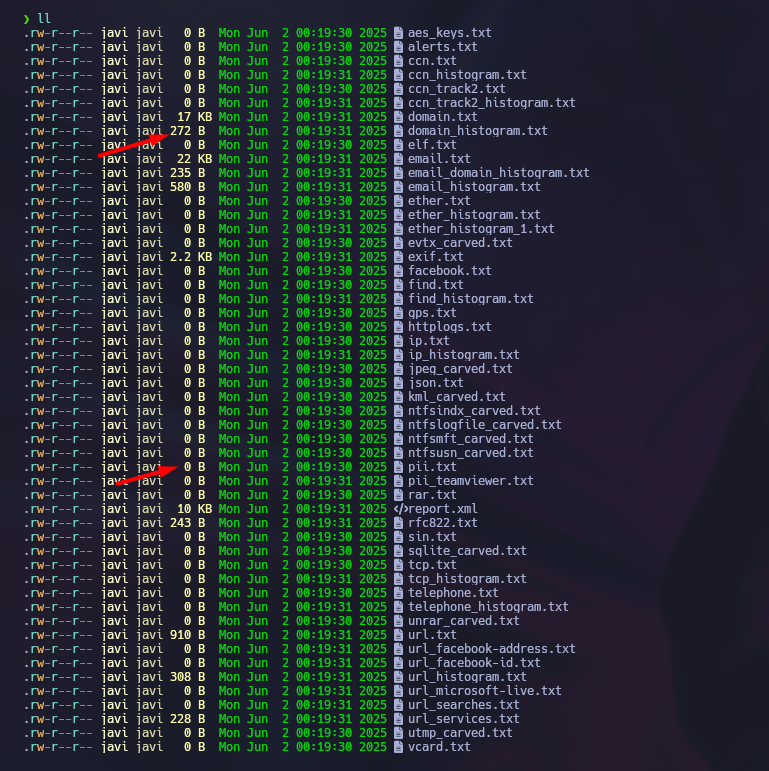 ❯ ll
.rw-r--r-- javi javi 0 B Mon Jun 2 00:19:30 2025 aes_keys.txt
.rw-r--r-- javi javi 0 B Mon Jun 2 00:19:30 2025 alerts.txt
.rw-r--r-- javi javi 0 B Mon Jun 2 00:19:30 2025 ccn.txt
.rw-r--r-- javi javi 0 B Mon Jun 2 00:19:31 2025 ccn_histogram.txt
.rw-r--r-- javi javi 0 B Mon Jun 2 00:19:30 2025 ccn_track2.txt
.rw-r--r-- javi javi 0 B Mon Jun 2 00:19:31 2025 ccn_track2_histogram.txt
.rw-r--r-- javi javi 17 KB Mon Jun 2 00:19:31 2025 domain.txt
.rw-r--r-- javi javi 272 B Mon Jun 2 00:19:31 2025 domain_histogram.txt
.rw-r--r-- javi javi 0 B Mon Jun 2 00:19:30 2025 elf.txt
.rw-r--r-- javi javi 22 KB Mon Jun 2 00:19:31 2025 email.txt
.rw-r--r-- javi javi 235 B Mon Jun 2 00:19:31 2025 email_domain_histogram.txt
.rw-r--r-- javi javi 580 B Mon Jun 2 00:19:31 2025 email_histogram.txt
.rw-r--r-- javi javi 0 B Mon Jun 2 00:19:30 2025 ether.txt
.rw-r--r-- javi javi 0 B Mon Jun 2 00:19:31 2025 ether_histogram.txt
.rw-r--r-- javi javi 0 B Mon Jun 2 00:19:31 2025 ether_histogram_1.txt
.rw-r--r-- javi javi 0 B Mon Jun 2 00:19:30 2025 evtx_carved.txt
.rw-r--r-- javi javi 2.2 KB Mon Jun 2 00:19:31 2025 exif.txt
.rw-r--r-- javi javi 0 B Mon Jun 2 00:19:30 2025 facebook.txt
.rw-r--r-- javi javi 0 B Mon Jun 2 00:19:30 2025 find.txt
.rw-r--r-- javi javi 0 B Mon Jun 2 00:19:31 2025 find_histogram.txt
.rw-r--r-- javi javi 0 B Mon Jun 2 00:19:30 2025 gps.txt
.rw-r--r-- javi javi 0 B Mon Jun 2 00:19:30 2025 httplogs.txt
.rw-r--r-- javi javi 0 B Mon Jun 2 00:19:30 2025 ip.txt
.rw-r--r-- javi javi 0 B Mon Jun 2 00:19:31 2025 ip_histogram.txt
.rw-r--r-- javi javi 0 B Mon Jun 2 00:19:30 2025 jpeg_carved.txt
.rw-r--r-- javi javi 0 B Mon Jun 2 00:19:30 2025 json.txt
.rw-r--r-- javi javi 0 B Mon Jun 2 00:19:30 2025 kml_carved.txt
.rw-r--r-- javi javi 0 B Mon Jun 2 00:19:30 2025 ntfsindx_carved.txt
.rw-r--r-- javi javi 0 B Mon Jun 2 00:19:30 2025 ntfslogfile_carved.txt
.rw-r--r-- javi javi 0 B Mon Jun 2 00:19:30 2025 ntfsmft_carved.txt
.rw-r--r-- javi javi 0 B Mon Jun 2 00:19:30 2025 ntfsusn_carved.txt
.rw-r--r-- javi javi 0 B Mon Jun 2 00:19:30 2025 pii.txt
.rw-r--r-- javi javi 0 B Mon Jun 2 00:19:30 2025 pii_teamviewer.txt
.rw-r--r-- javi javi 0 B Mon Jun 2 00:19:30 2025 rar.txt
.rw-r--r-- javi javi 10 KB Mon Jun 2 00:19:31 2025 report.xml
.rw-r--r-- javi javi 243 B Mon Jun 2 00:19:31 2025 rfc822.txt
.rw-r--r-- javi javi 0 B Mon Jun 2 00:19:30 2025 sin.txt
.rw-r--r-- javi javi 0 B Mon Jun 2 00:19:30 2025 sqlite_carved.txt
.rw-r--r-- javi javi 0 B Mon Jun 2 00:19:30 2025 tcp.txt
.rw-r--r-- javi javi 0 B Mon Jun 2 00:19:31 2025 tcp_histogram.txt
.rw-r--r-- javi javi 0 B Mon Jun 2 00:19:30 2025 telephone.txt
.rw-r--r-- javi javi 0 B Mon Jun 2 00:19:31 2025 telephone_histogram.txt
.rw-r--r-- javi javi 0 B Mon Jun 2 00:19:30 2025 unrar_carved.txt
.rw-r--r-- javi javi 910 B Mon Jun 2 00:19:31 2025 url.txt
.rw-r--r-- javi javi 0 B Mon Jun 2 00:19:31 2025 url_facebook-address.txt
.rw-r--r-- javi javi 0 B Mon Jun 2 00:19:31 2025 url_facebook-id.txt
.rw-r--r-- javi javi 308 B Mon Jun 2 00:19:31 2025 url_histogram.txt
.rw-r--r-- javi javi 0 B Mon Jun 2 00:19:31 2025 url_microsoft-live.txt
.rw-r--r-- javi javi 0 B Mon Jun 2 00:19:31 2025 url_searches.txt
.rw-r--r-- javi javi 228 B Mon Jun 2 00:19:31 2025 url_services.txt
.rw-r--r-- javi javi 0 B Mon Jun 2 00:19:30 2025 utmp_carved.txt
.rw-r--r-- javi javi 0 B Mon Jun 2 00:19:30 2025 vcard.txt